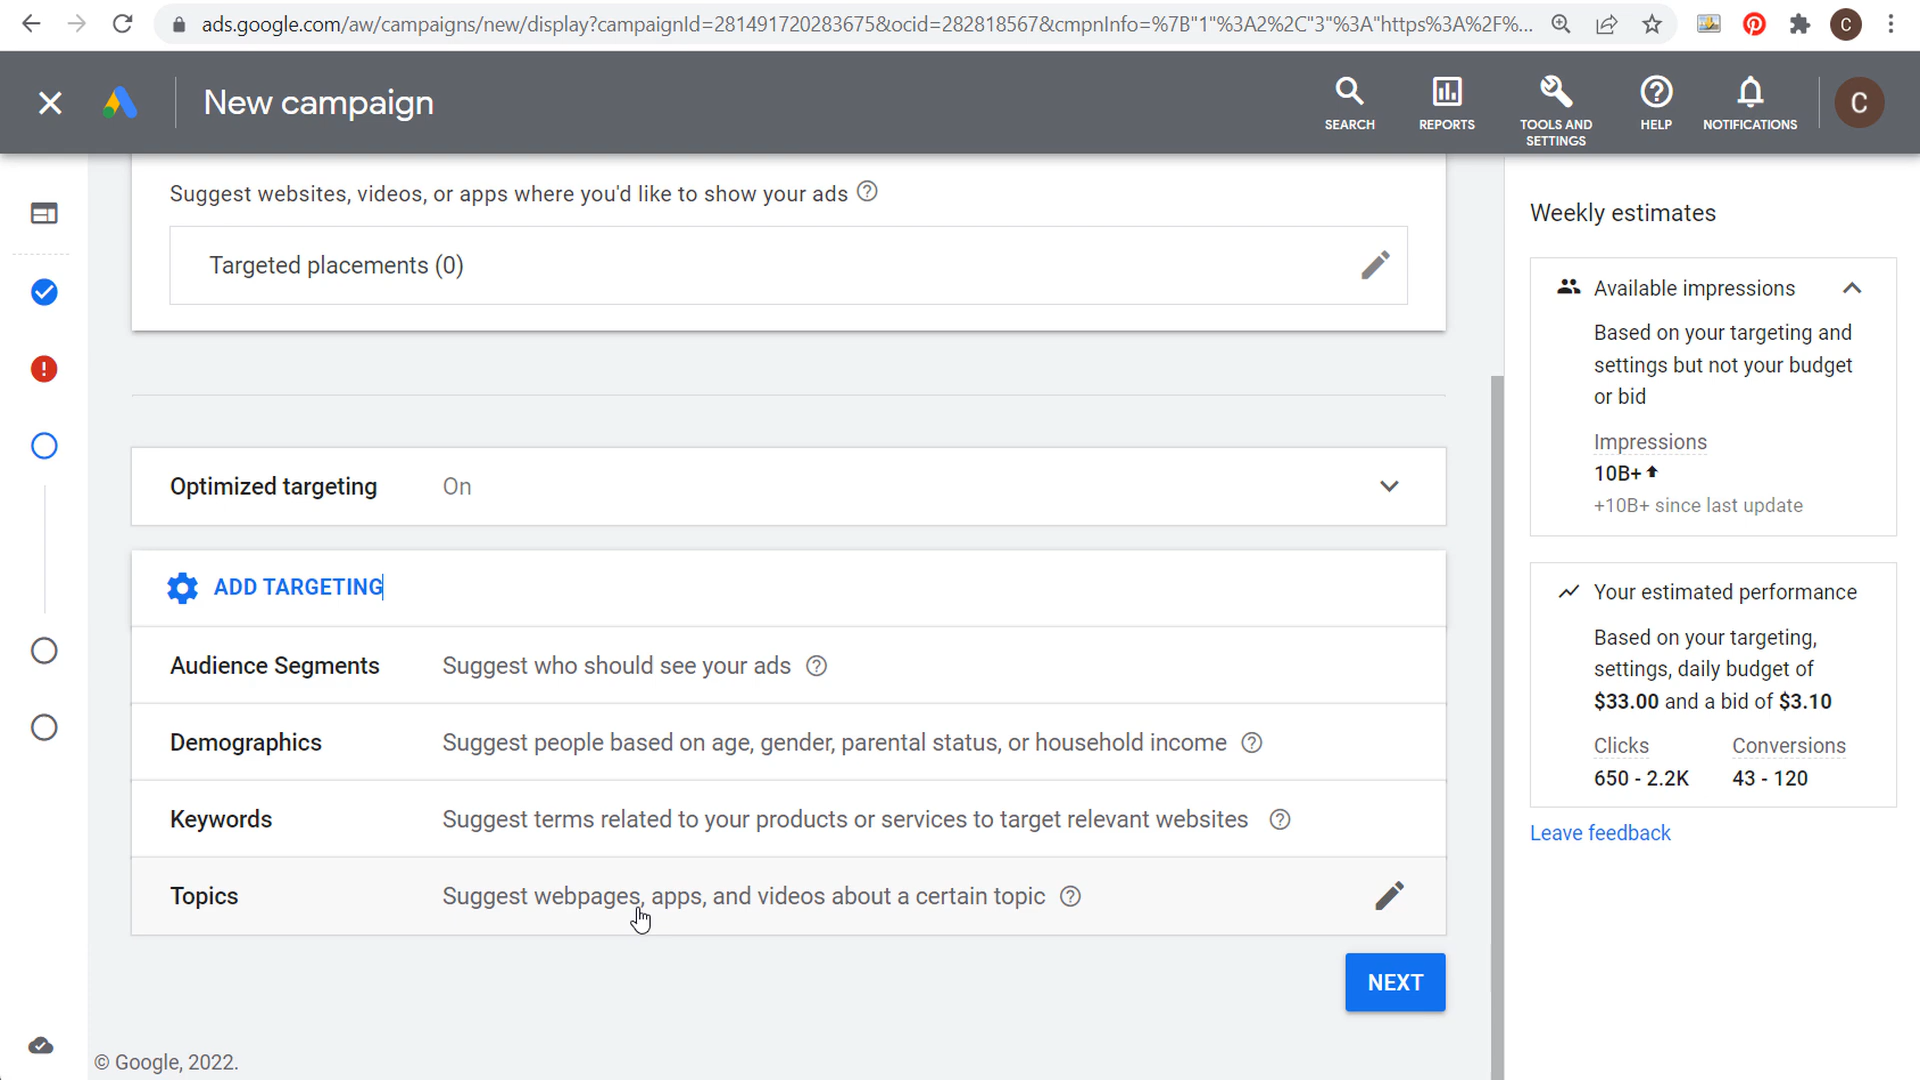 ads.google.com/aw/campaigns/new/display?campaignId=281491720283675&ocid=282818567&cmpnInfo=%7B"1"%3A2%2C"3"%3A"https%3A%2F%...
C
New campaign
SEARCH
REPORTS
TOOLS AND
SETTINGS
HELP
NOTIFICATIONS
C
Suggest websites, videos, or apps where you'd like to show your ads
Targeted placements (0)
Optimized targeting On
ADD TARGETING
Audience Segments Suggest who should see your ads
Demographics Suggest people based on age, gender, parental status, or household income
Keywords Suggest terms related to your products or services to target relevant websites
Topics Suggest webpages, apps, and videos about a certain topic
NEXT
© Google, 2022.
Weekly estimates
Available impressions
Based on your targeting and
settings but not your budget
or bid
Impressions
10B+
+10B+ since last update
Your estimated performance
Based on your targeting,
settings, daily budget of
$33.00 and a bid of $3.10
Clicks Conversions
650 - 2.2K 43 - 120
Leave feedback